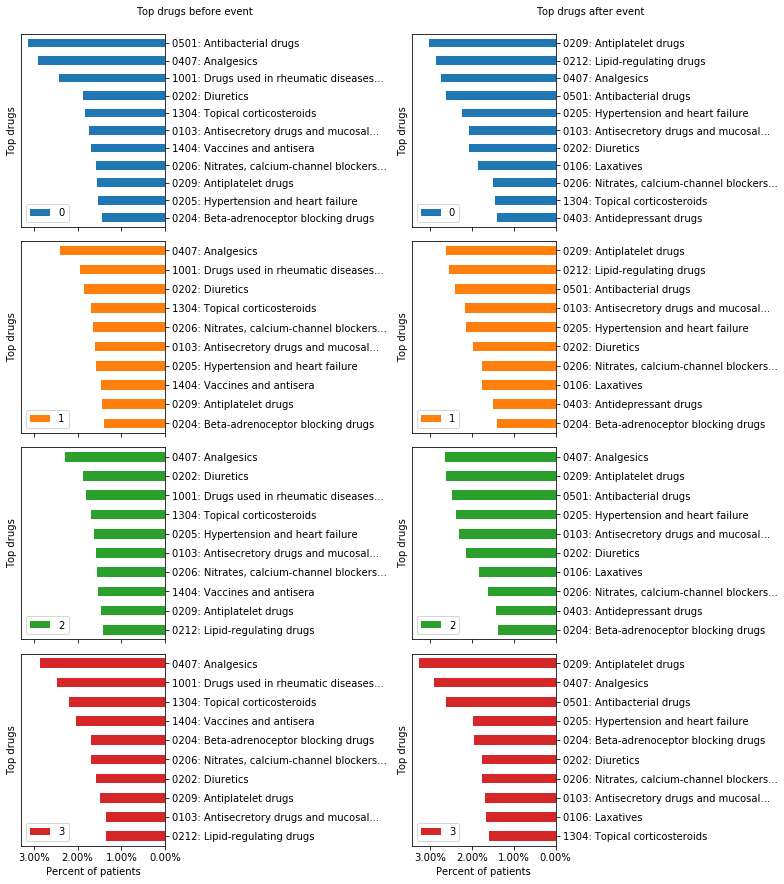 Top drugs before event
Top drugs
0501: Antibacterial drugs
0407: Analgesics
1001: Drugs used in rheumatic diseases...
0202: Diuretics
1304: Topical corticosteroids
0103: Antisecretory drugs and mucosal...
1404: Vaccines and antisera
0206: Nitrates, calcium-channel blockers...
0209: Antiplatelet drugs
0205: Hypertension and heart failure
0204: Beta-adrenoceptor blocking drugs
0
Top drugs
0407: Analgesics
1001: Drugs used in rheumatic diseases...
0202: Diuretics
1304: Topical corticosteroids
0206: Nitrates, calcium-channel blockers...
0103: Antisecretory drugs and mucosal...
0205: Hypertension and heart failure
1404: Vaccines and antisera
0209: Antiplatelet drugs
0204: Beta-adrenoceptor blocking drugs
1
Top drugs
0407: Analgesics
0202: Diuretics
1001: Drugs used in rheumatic diseases...
1304: Topical corticosteroids
0205: Hypertension and heart failure
0103: Antisecretory drugs and mucosal...
0206: Nitrates, calcium-channel blockers...
1404: Vaccines and antisera
0209: Antiplatelet drugs
0212: Lipid-regulating drugs
2
Top drugs
0407: Analgesics
1001: Drugs used in rheumatic diseases...
1304: Topical corticosteroids
1404: Vaccines and antisera
0204: Beta-adrenoceptor blocking drugs
0206: Nitrates, calcium-channel blockers...
0202: Diuretics
0209: Antiplatelet drugs
0103: Antisecretory drugs and mucosal...
0212: Lipid-regulating drugs
3
3.00% 2.00% 1.00% 0.00%
Percent of patients
Top drugs after event
Top drugs
0209: Antiplatelet drugs
0212: Lipid-regulating drugs
0407: Analgesics
0501: Antibacterial drugs
0205: Hypertension and heart failure
0103: Antisecretory drugs and mucosal...
0202: Diuretics
0106: Laxatives
0206: Nitrates, calcium-channel blockers...
1304: Topical corticosteroids
0403: Antidepressant drugs
0
Top drugs
0209: Antiplatelet drugs
0212: Lipid-regulating drugs
0501: Antibacterial drugs
0103: Antisecretory drugs and mucosal...
0205: Hypertension and heart failure
0202: Diuretics
0206: Nitrates, calcium-channel blockers...
0106: Laxatives
0403: Antidepressant drugs
0204: Beta-adrenoceptor blocking drugs
1
Top drugs
0407: Analgesics
0209: Antiplatelet drugs
0501: Antibacterial drugs
0205: Hypertension and heart failure
0103: Antisecretory drugs and mucosal...
0202: Diuretics
0106: Laxatives
0206: Nitrates, calcium-channel blockers...
0403: Antidepressant drugs
0204: Beta-adrenoceptor blocking drugs
2
Top drugs
0209: Antiplatelet drugs
0407: Analgesics
0501: Antibacterial drugs
0205: Hypertension and heart failure
0204: Beta-adrenoceptor blocking drugs
0202: Diuretics
0206: Nitrates, calcium-channel blockers...
0103: Antisecretory drugs and mucosal...
0106: Laxatives
1304: Topical corticosteroids
3
3.00% 2.00% 1.00% 0.00%
Percent of patients